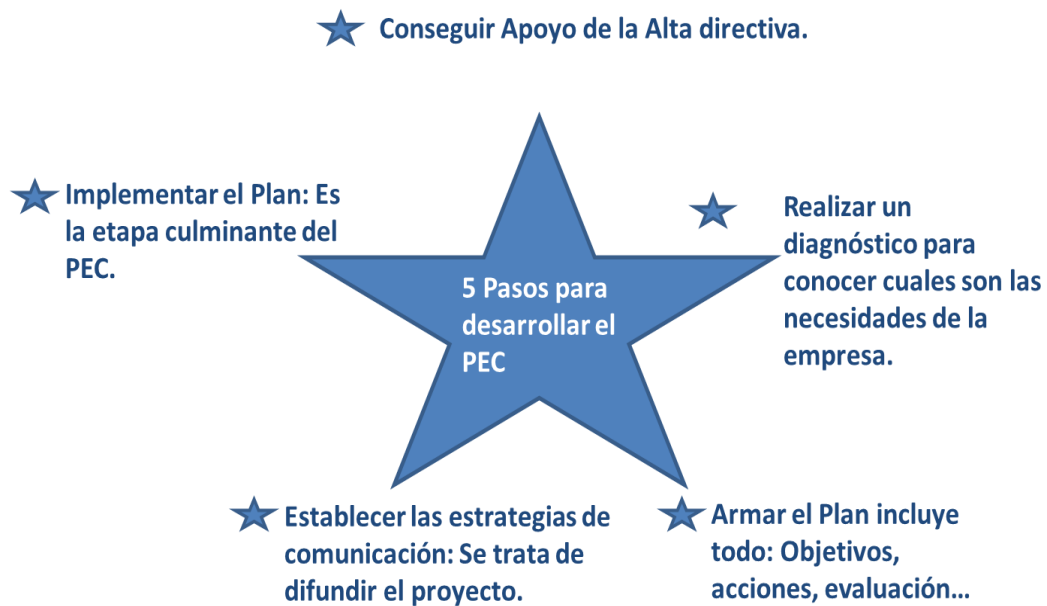 Conseguir Apoyo de la Alta directiva.
Realizar un
diagnóstico para
conocer cuales son las
necesidades de la
empresa.
Armar el Plan incluye
todo: Objetivos,
acciones, evaluación...
Establecer las estrategias de
comunicación: Se trata de
difundir el proyecto.
Implementar el Plan: Es
la etapa culminante del
PEC.
5 Pasos para
desarrollar el
PEC